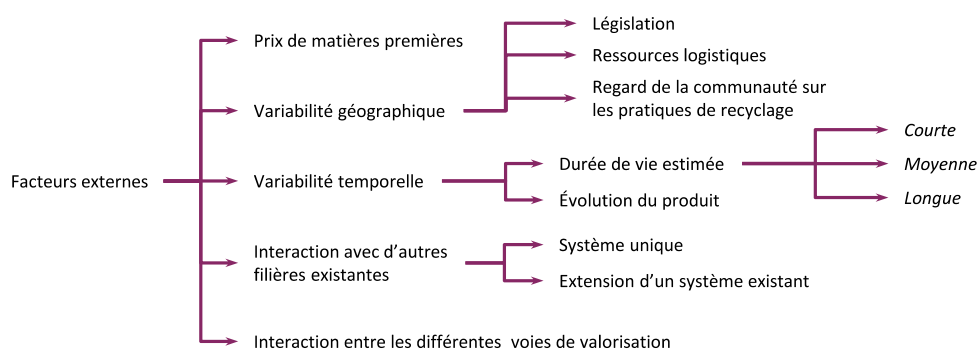 Facteurs externes
Prix de matières premières
Variabilité géographique
Législation
Ressources logistiques
Regard de la communauté sur
les pratiques de recyclage
Variabilité temporelle
Durée de vie estimée
Courte
Moyenne
Longue
Évolution du produit
Interaction avec d’autres
filières existantes
Système unique
Extension d’un système existant
Interaction entre les différentes  voies de valorisation